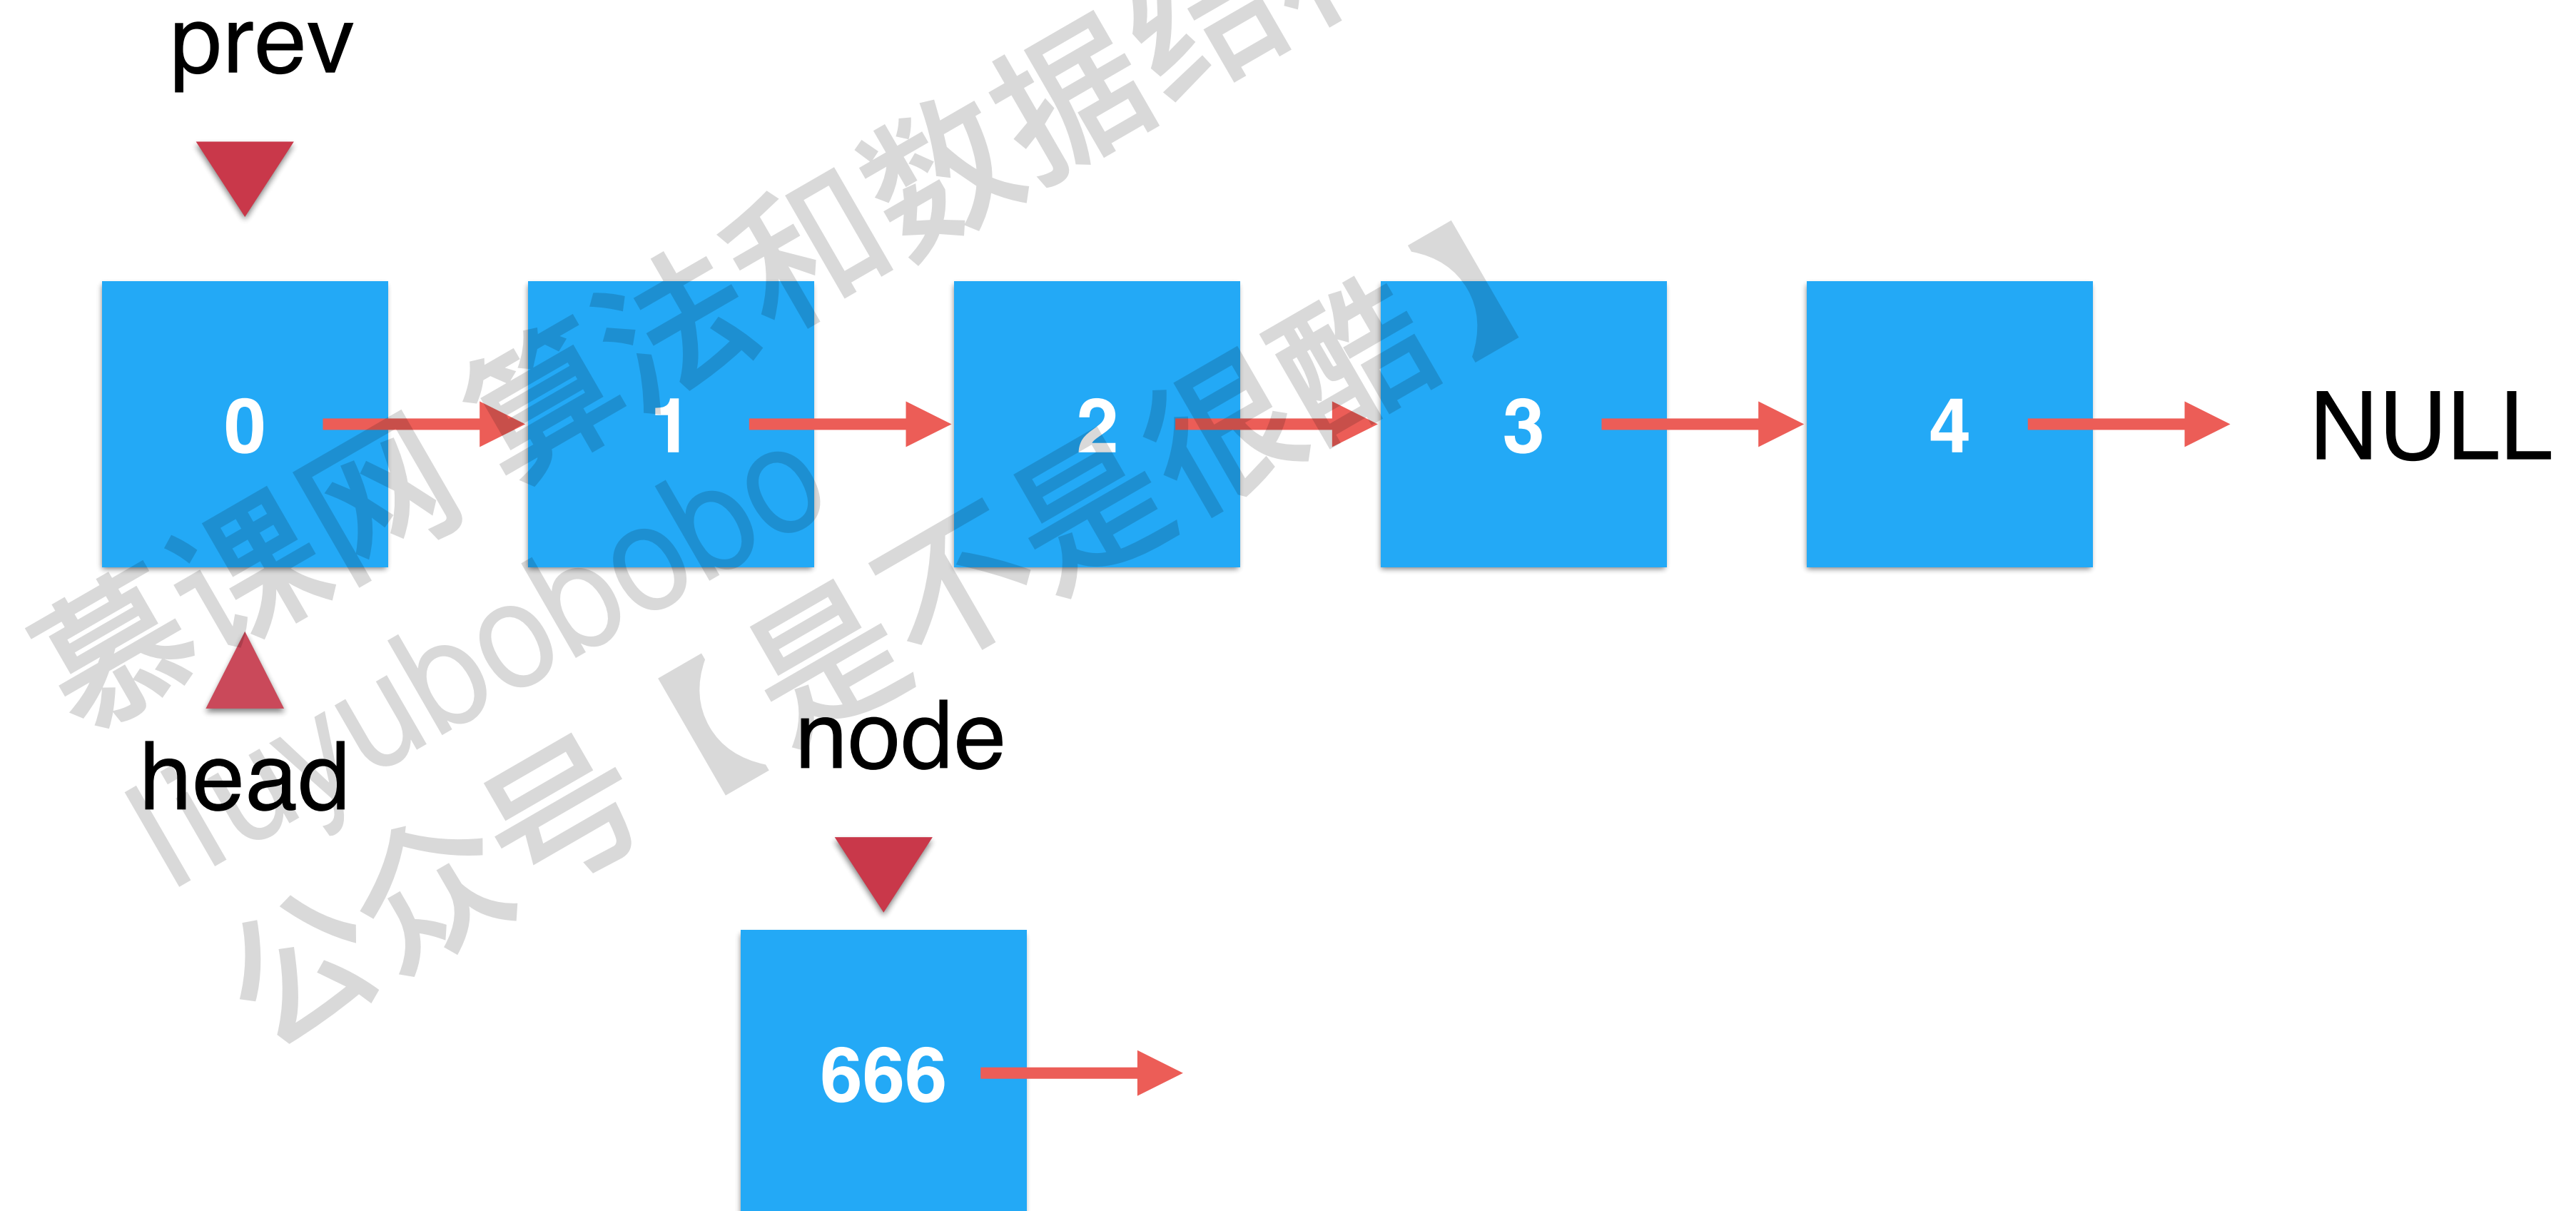 prev
0 1 2 3 4 NULL
head
node
666
慕课网 算法和数据结
liuyubobobo
公众号【是不是很酷】